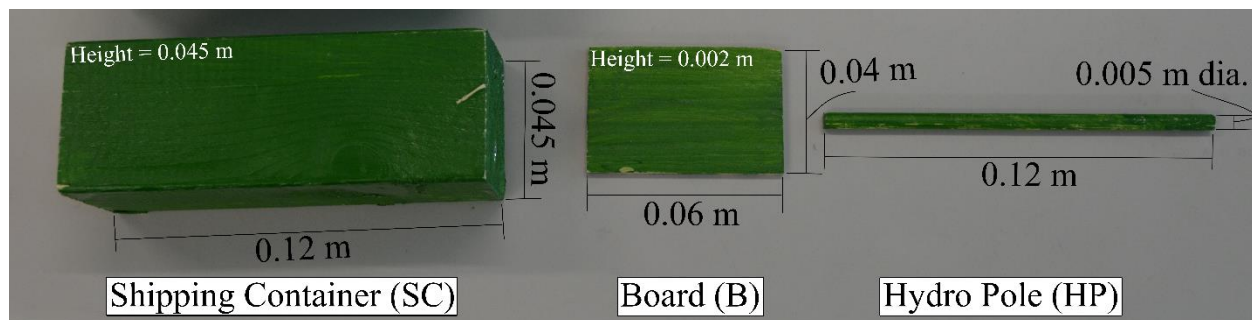 Height = 0.045 m
0.045 m
0.12 m
Shipping Container (SC)
Height = 0.002 m
0.04 m
0.06 m
Board (B)
0.005 m dia.
0.12 m
Hydro Pole (HP)